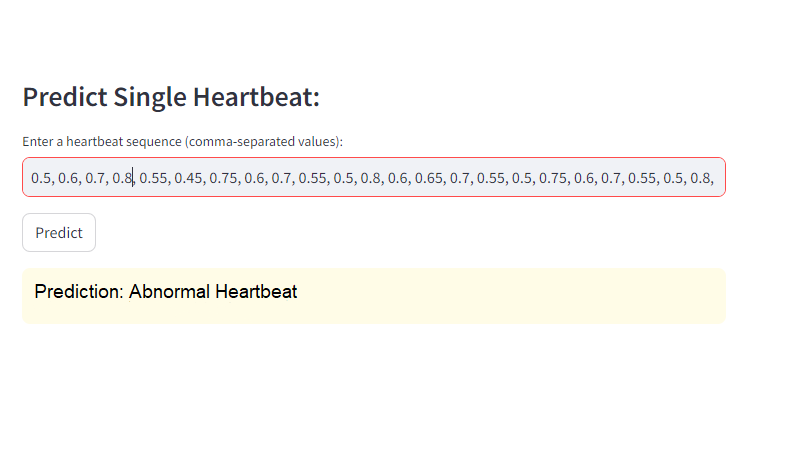 Predict Single Heartbeat:
Enter a heartbeat sequence (comma-separated values):
0.5, 0.6, 0.7, 0.8, 0.55, 0.45, 0.75, 0.6, 0.7, 0.55, 0.5, 0.8, 0.6, 0.65, 0.7, 0.55, 0.5, 0.75, 0.6, 0.7, 0.55, 0.5, 0.8,
Predict
Prediction: Abnormal Heartbeat